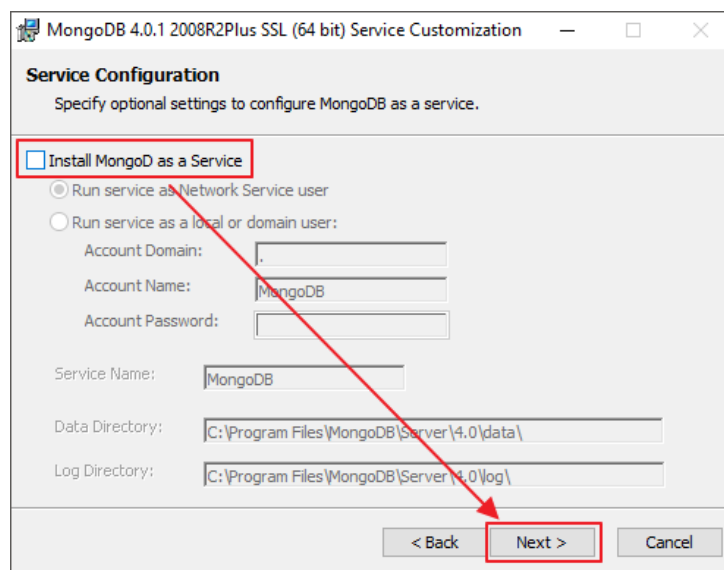 MongoDB 4.0.1 2008R2Plus SSL (64 bit) Service Customization
Service Configuration
Specify optional settings to configure MongoDB as a service.
Install MongoD as a Service
Run service as Network Service user
Run service as a local or domain user:
Account Domain: .
Account Name: MongoDB
Account Password:
Service Name: MongoDB
Data Directory: C:\Program Files\MongoDB\Server\4.0\data\
Log Directory: C:\Program Files\MongoDB\Server\4.0\log\
< Back Next > Cancel